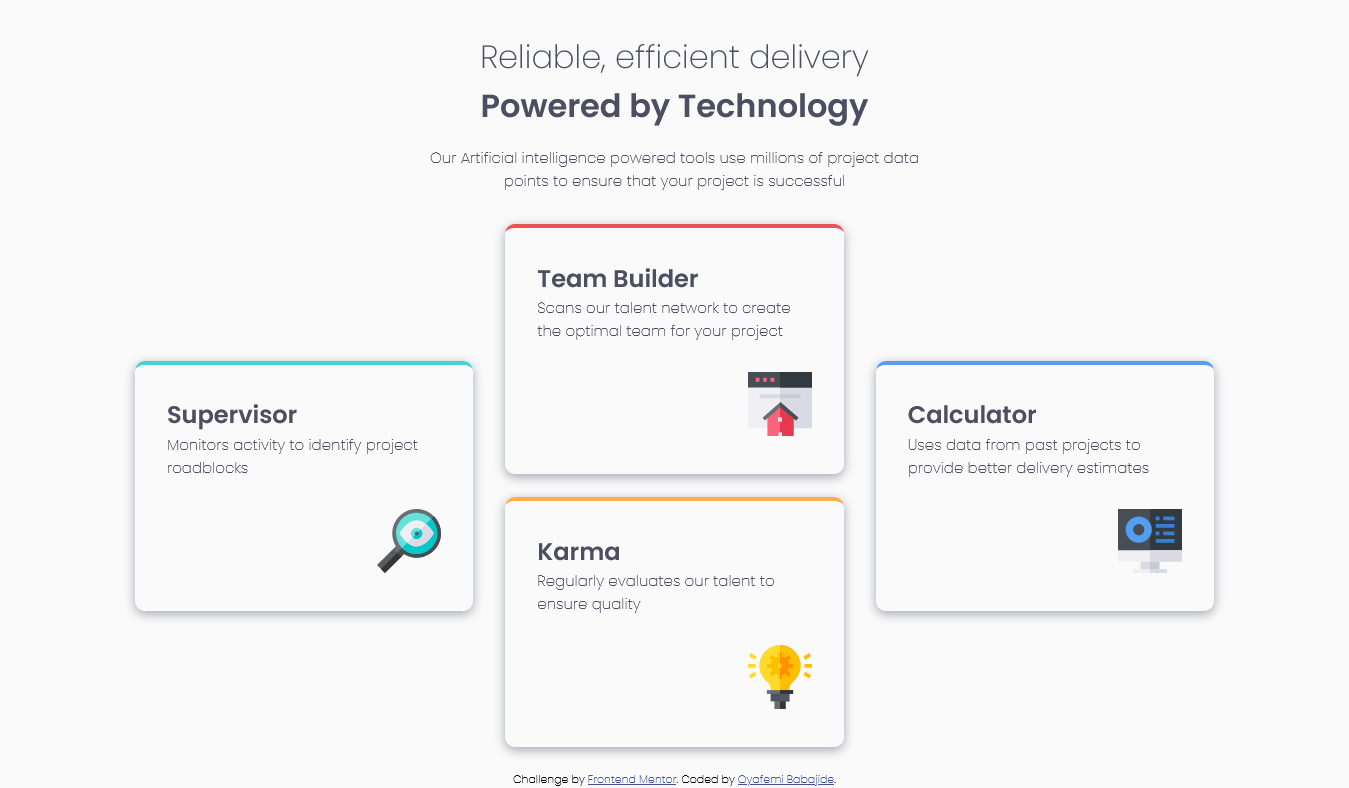 Reliable, efficient delivery
Powered by Technology
Our Artificial intelligence powered tools use millions of project data
points to ensure that your project is successful
Team Builder
Scans our talent network to create
the optimal team for your project
Supervisor
Monitors activity to identify project
roadblocks
Calculator
Uses data from past projects to
provide better delivery estimates
Karma
Regularly evaluates our talent to
ensure quality
Challenge by Frontend Mentor. Coded by Oyafemi Babajide.